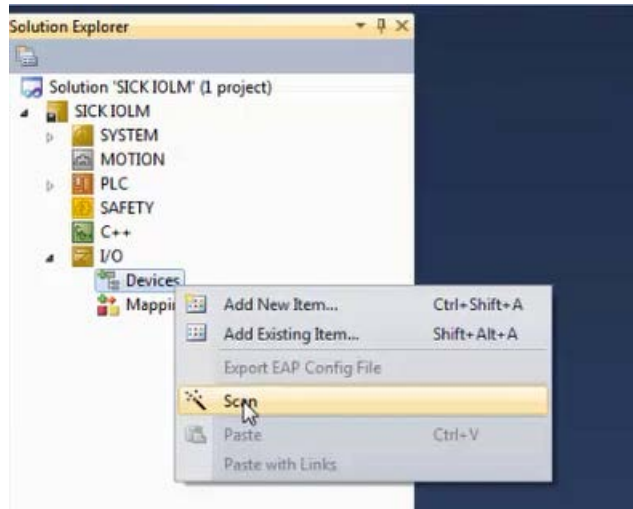 Solution Explorer
Solution 'SICK IOLM' (1 project)
SICK IOLM
SYSTEM
MOTION
PLC
SAFETY
C++
I/O
Devices
Mappi
Add New Item... Ctrl+Shift+A
Add Existing Item... Shift+Alt+A
Export EAP Config File
Scan
Paste Ctrl+V
Paste with Links